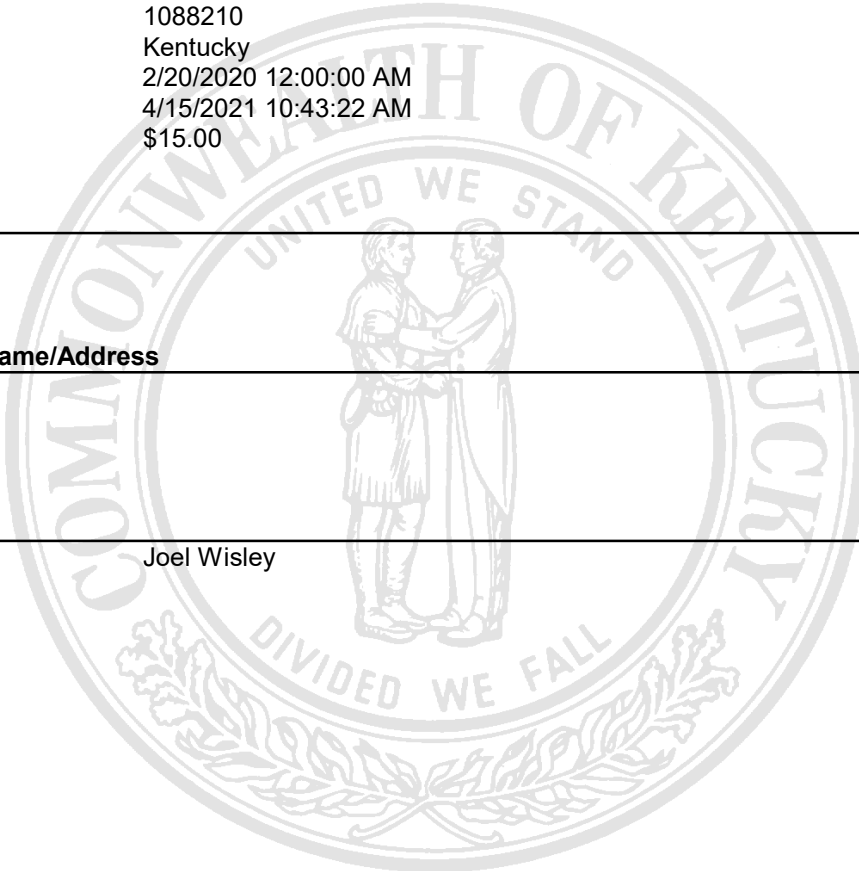 1088210
Kentucky
2/20/2020 12:00:00 AM
4/15/2021 10:43:22 AM
$15.00
COMMONWEALTH OF KENTUCKY
UNITED WE STAND
ame/Address
Joel Wisley
DIVIDED WE FALL